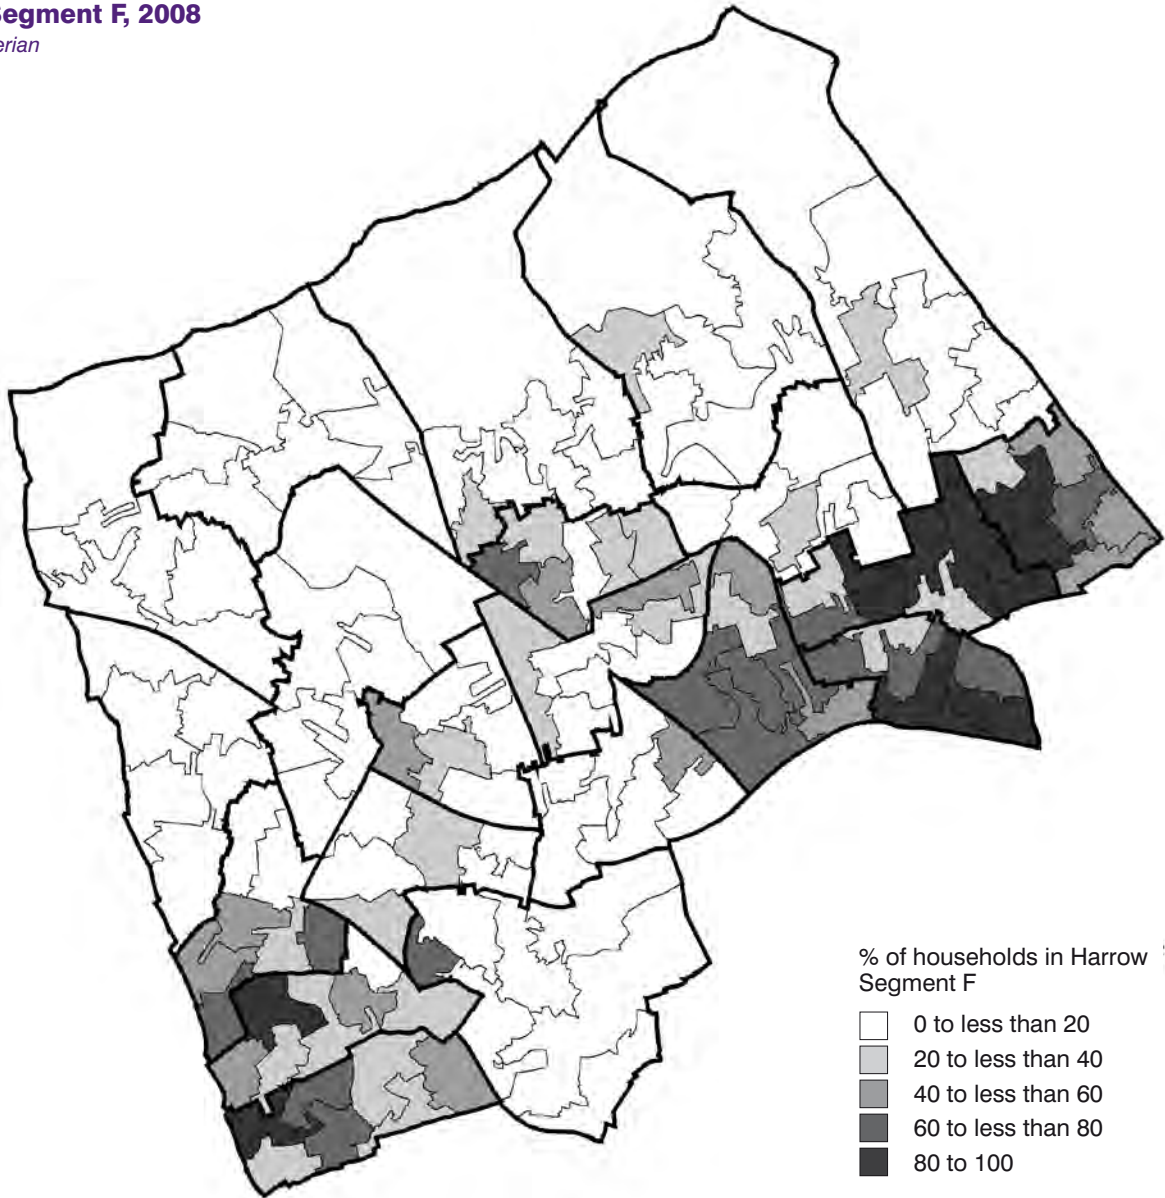 Segment F, 2008
erian
% of households in Harrow
Segment F
0 to less than 20
20 to less than 40
40 to less than 60
60 to less than 80
80 to 100